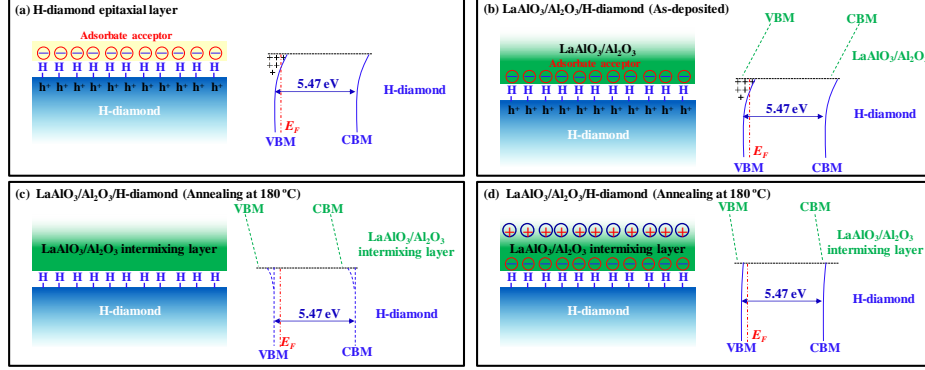 (a) H-diamond epitaxial layer
Adsorbate acceptor
− − − − − − − − −
H H H H H H H H H
h⁺ h⁺ h⁺ h⁺ h⁺ h⁺ h⁺ h⁺ h⁺
H-diamond
5.47 eV
E_F
VBM CBM
(b) LaAlO₃/Al₂O₃/H-diamond (As-deposited)
LaAlO₃/Al₂O₃
Adsorbate acceptor
− − − − − − − − −
H H H H H H H H H
h⁺ h⁺ h⁺ h⁺ h⁺ h⁺ h⁺ h⁺ h⁺
H-diamond
VBM CBM
LaAlO₃/Al₂O
5.47 eV
H-diamond
E_F
VBM CBM
(c) LaAlO₃/Al₂O₃/H-diamond (Annealing at 180 ºC)
LaAlO₃/Al₂O₃ intermixing layer
H H H H H H H H H
H-diamond
VBM CBM
LaAlO₃/Al₂O₃
intermixing layer
5.47 eV
H-diamond
E_F
VBM CBM
(d) LaAlO₃/Al₂O₃/H-diamond (Annealing at 180 ºC)
+ + + + + + + + + +
LaAlO₃/Al₂O₃ intermixing layer
− − − − − − − − −
H H H H H H H H H
H-diamond
VBM CBM
LaAlO₃/Al₂O₃
intermixing layer
5.47 eV
H-diamond
E_F
VBM CBM